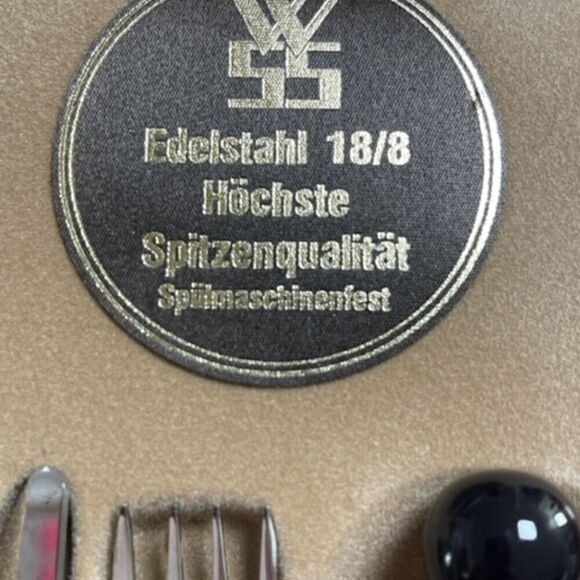 W
SS
Edelstahl 18/8
Höchste
Spitzenqualität
Spülmaschinenfest